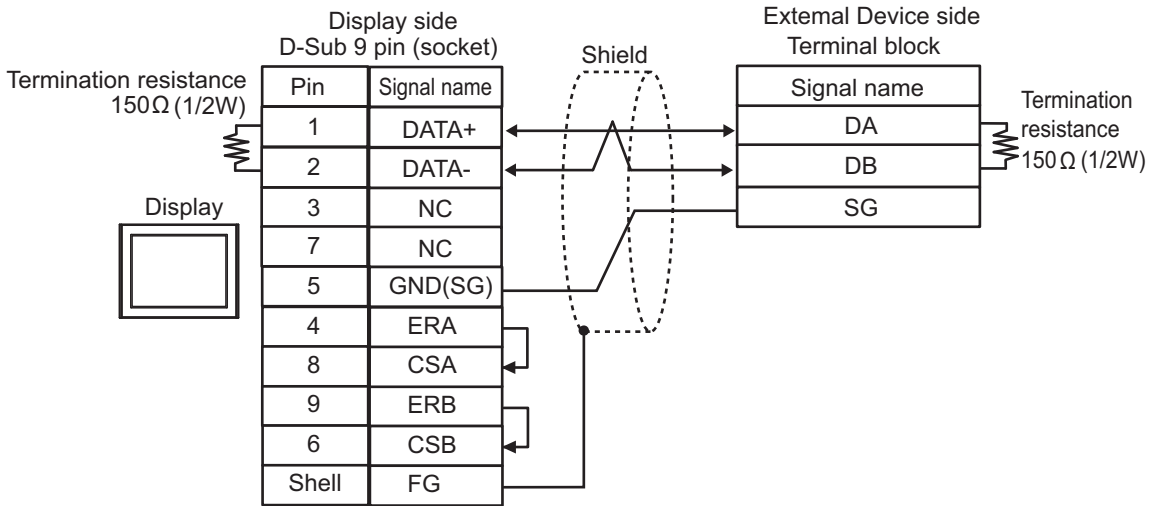 Display side
D-Sub 9 pin (socket)
Termination resistance
150Ω (1/2W)
Pin Signal name
1 DATA+
2 DATA-
3 NC
7 NC
5 GND(SG)
4 ERA
8 CSA
9 ERB
6 CSB
Shell FG
Display
Shield
External Device side
Terminal block
Signal name
DA
DB
SG
Termination
resistance
150Ω (1/2W)